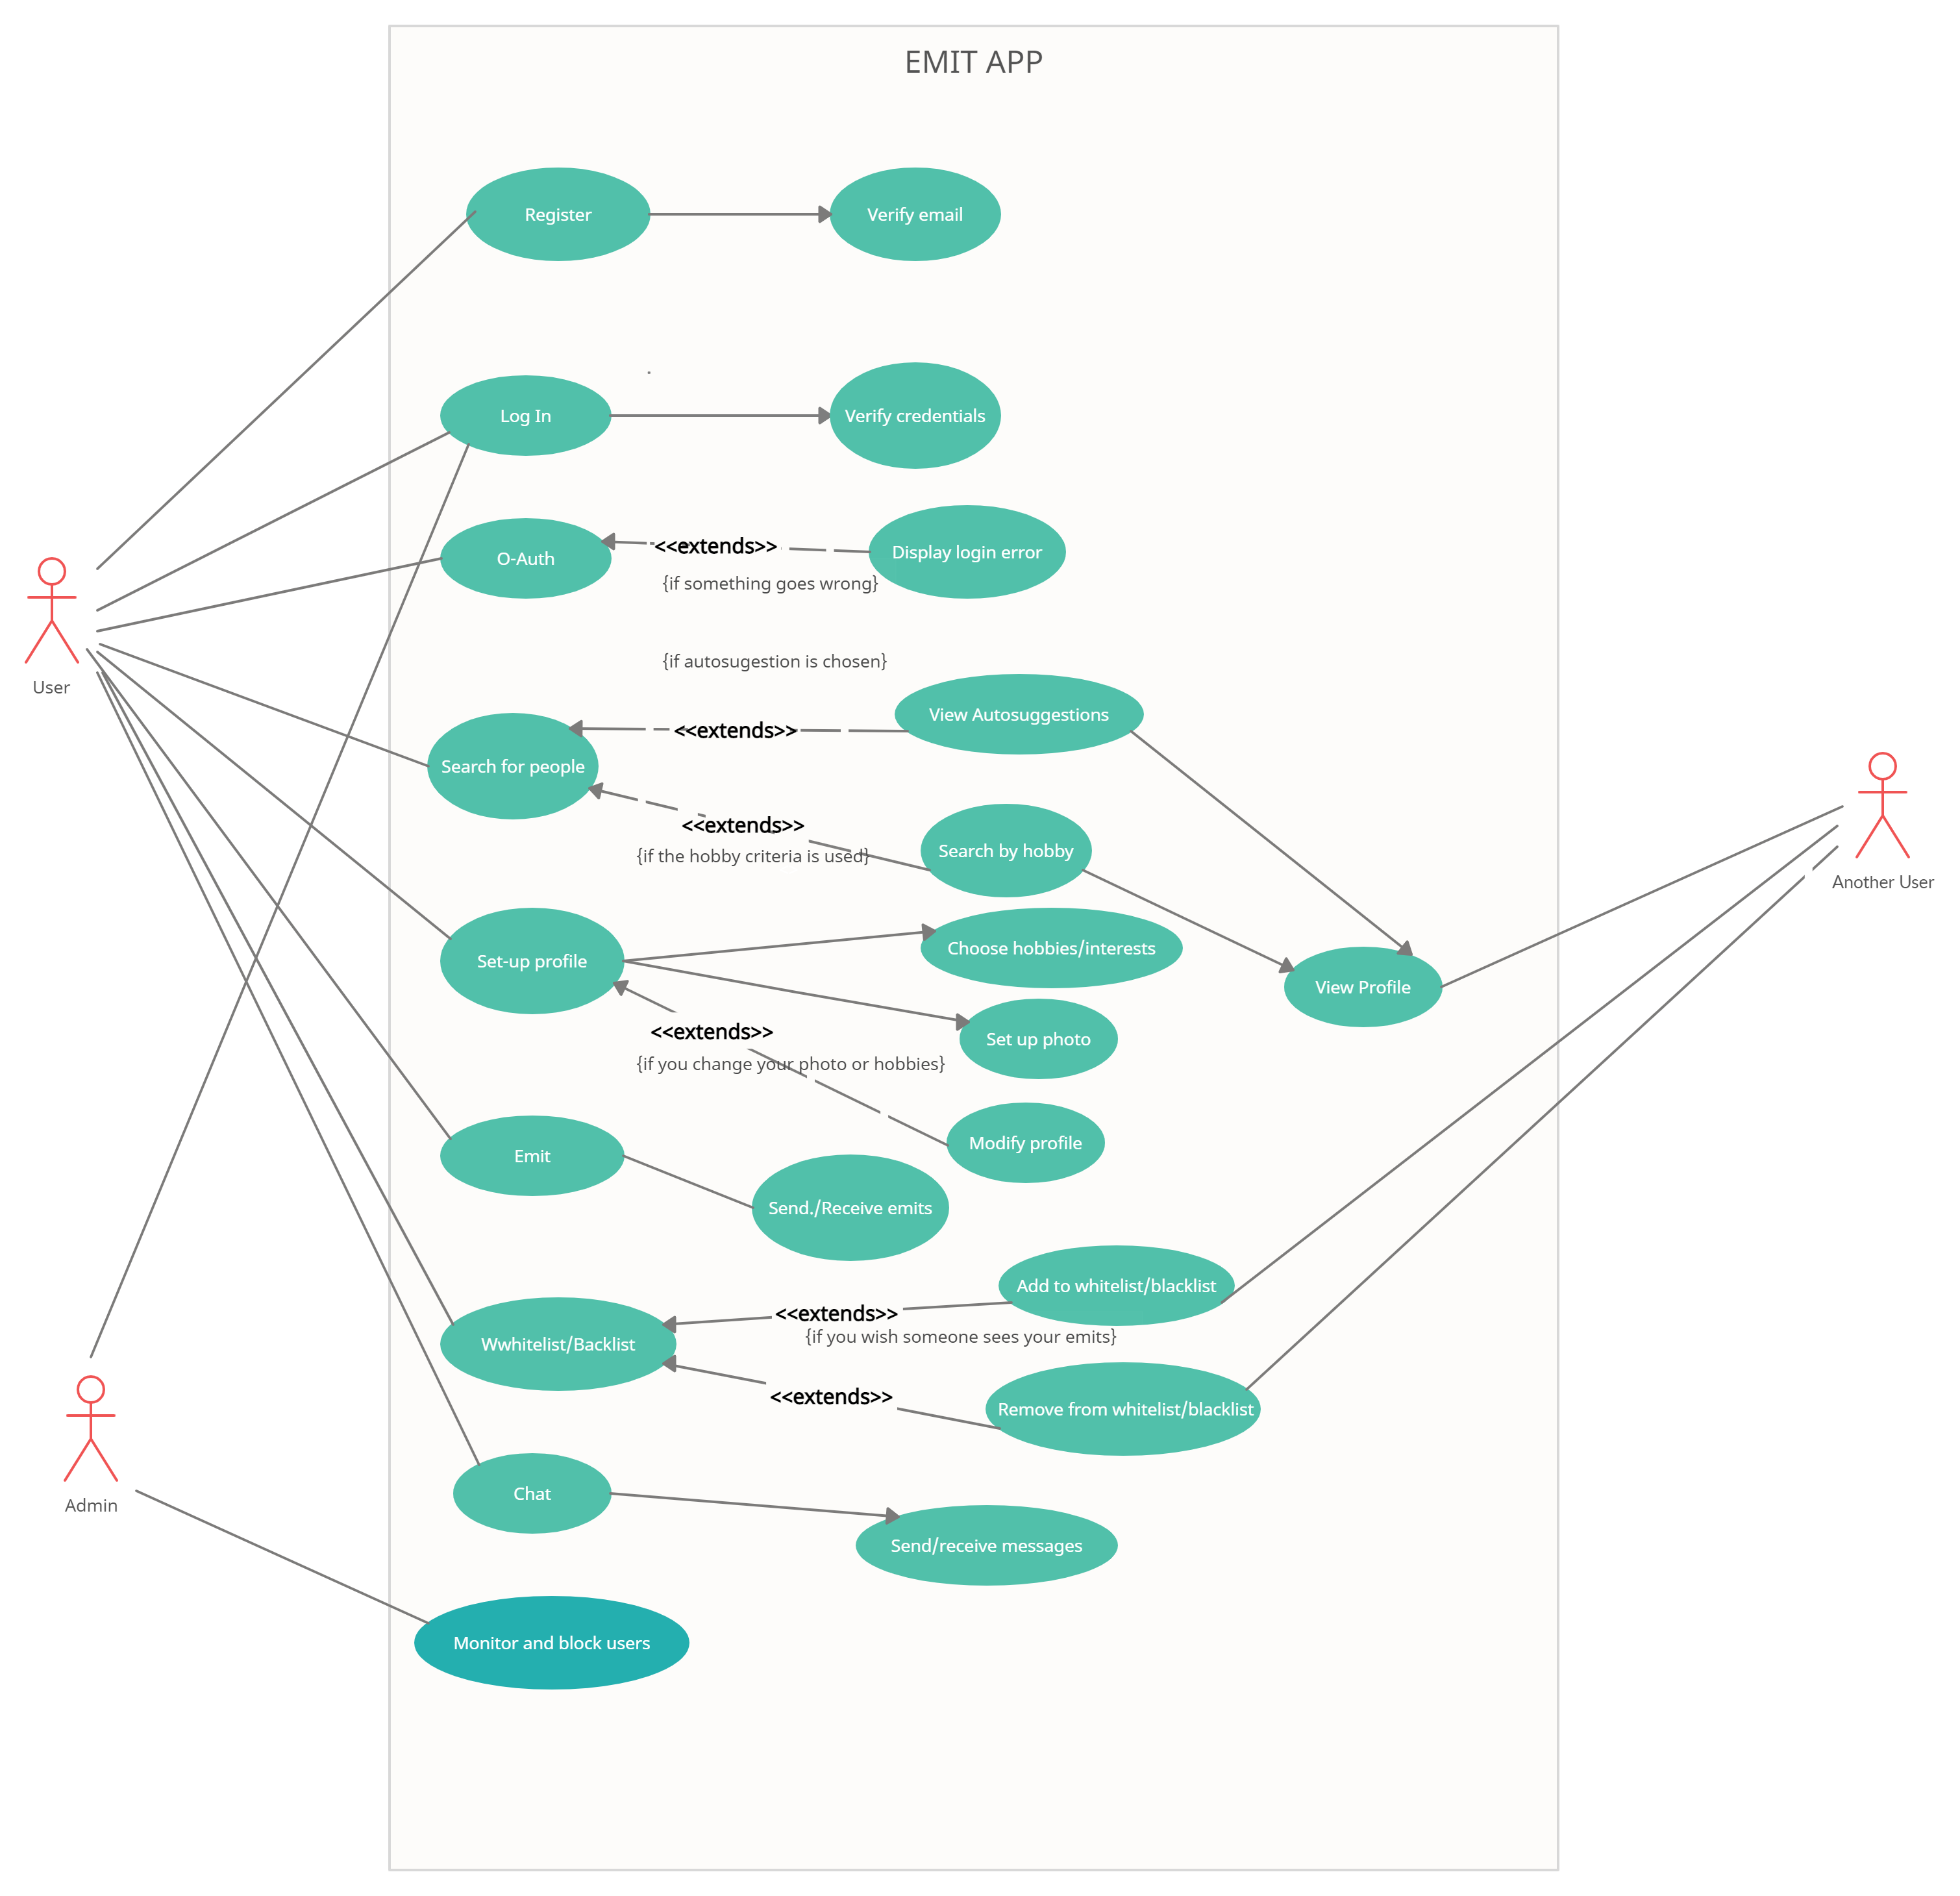 EMIT APP
Register
Verify email
Log In
Verify credentials
O-Auth
<<extends>>
Display login error
{if something goes wrong}
{if autosugestion is chosen}
User
View Autosuggestions
<<extends>>
Search for people
<<extends>>
Search by hobby
{if the hobby criteria is used}
Another User
Set-up profile
Choose hobbies/interests
View Profile
<<extends>>
Set up photo
{if you change your photo or hobbies}
Modify profile
Emit
Send./Receive emits
Add to whitelist/blacklist
<<extends>>
{if you wish someone sees your emits}
Wwhitelist/Backlist
<<extends>>
Remove from whitelist/blacklist
Chat
Admin
Send/receive messages
Monitor and block users